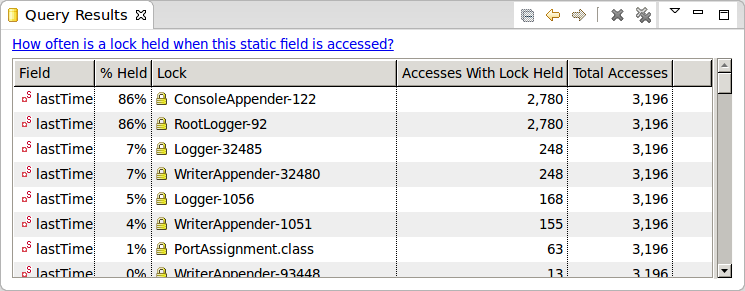 Query Results
How often is a lock held when this static field is accessed?
Field % Held Lock Accesses With Lock Held Total Accesses
S lastTime 86% ConsoleAppender-122 2,780 3,196
S lastTime 86% RootLogger-92 2,780 3,196
S lastTime 7% Logger-32485 248 3,196
S lastTime 7% WriterAppender-32480 248 3,196
S lastTime 5% Logger-1056 168 3,196
S lastTime 4% WriterAppender-1051 155 3,196
S lastTime 1% PortAssignment.class 63 3,196
S lastTime 0% WriterAppender-93448 13 3,196